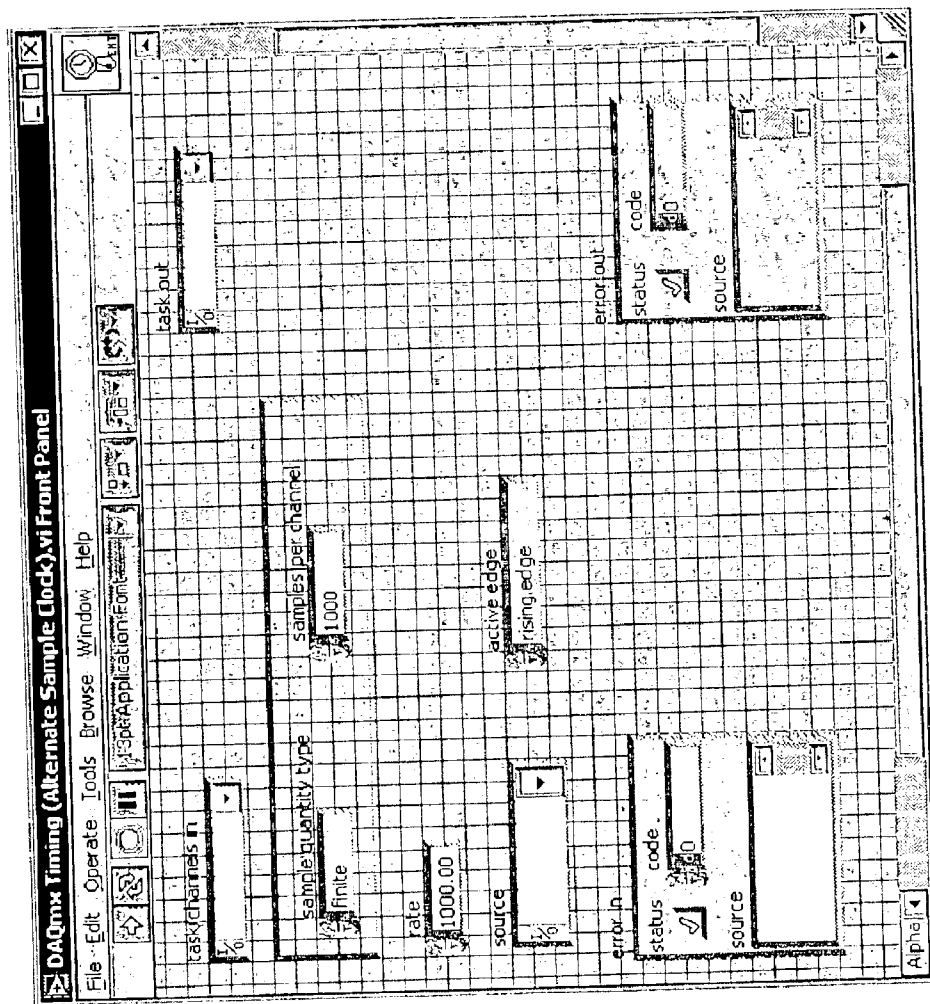 DAQmx Timing (Alternate Sample Clock).vi Front Panel
File Edit Operate Tools Browse Window Help
13pt Application Font
EXT
task/channels in
I/O
task out
I/O
sample quantity type
finite
samples per channel
1000
rate
1000.00
source
I/O
active edge
rising edge
error in
status
code
0
source
error out
status
code
0
source
Alpha